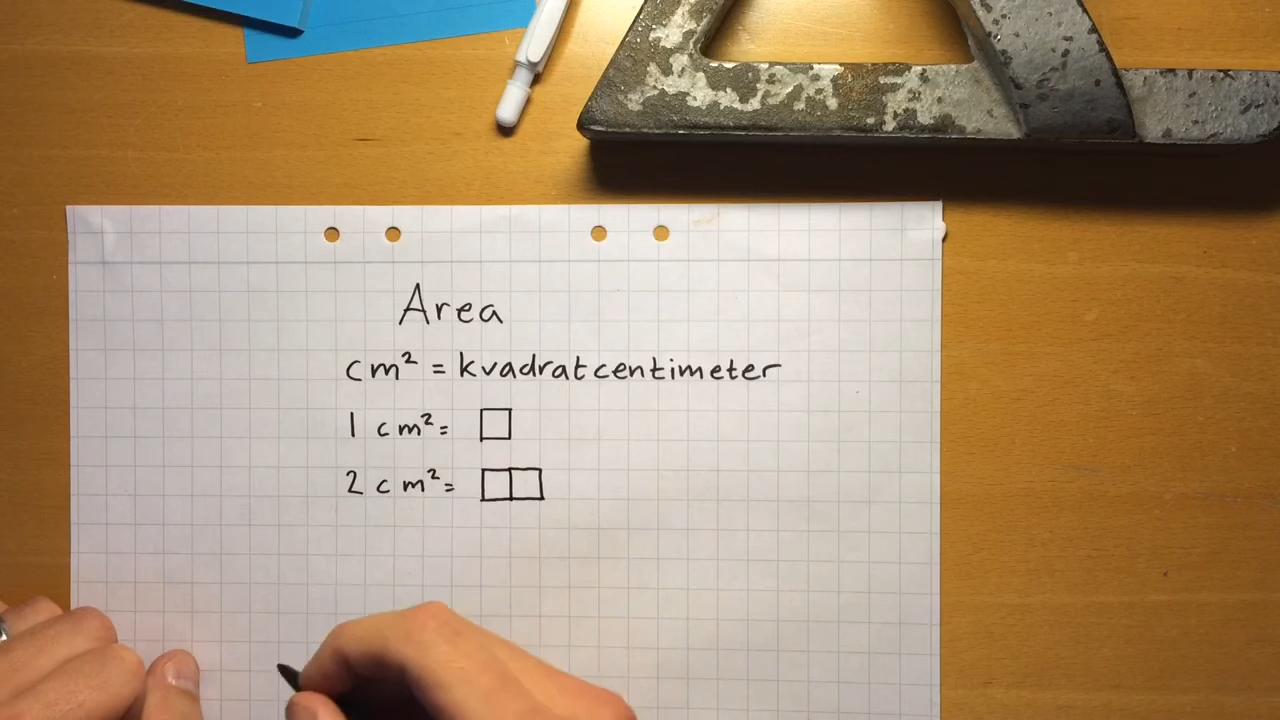 Area
cm² = kvadratcentimeter
1 cm² =
2 cm² =